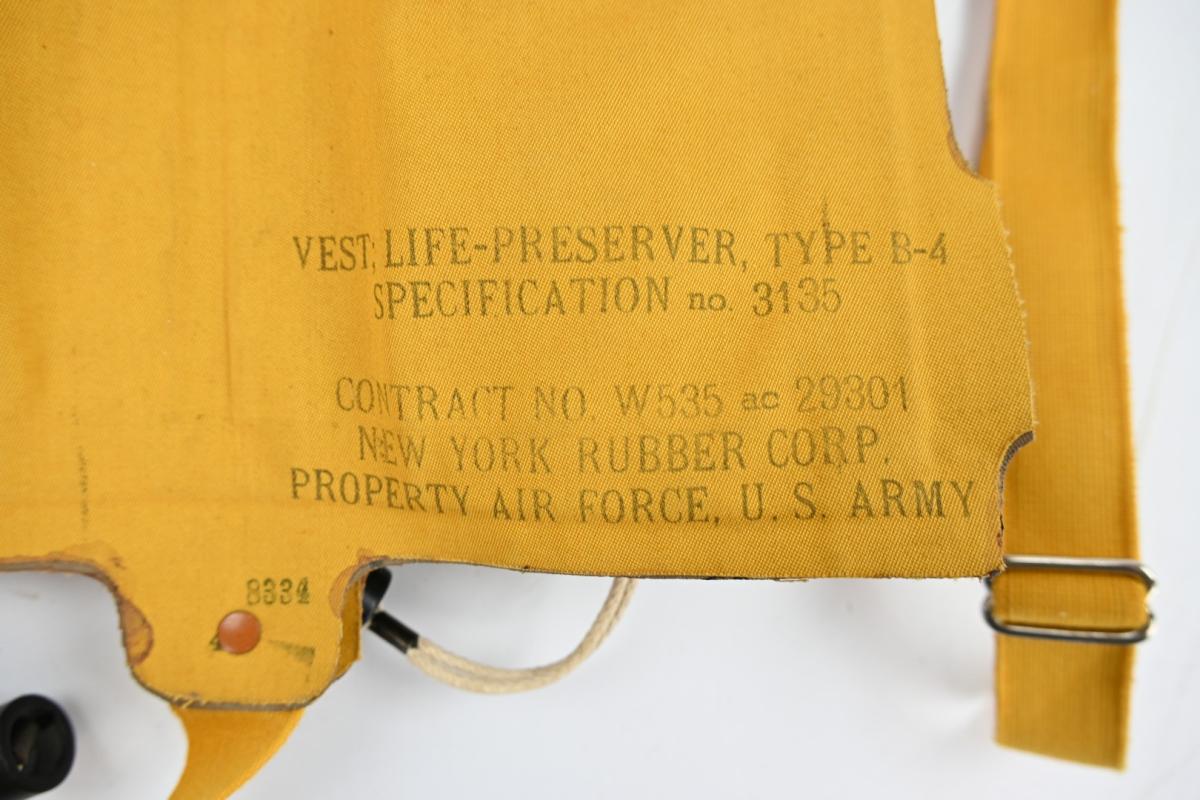 VEST, LIFE-PRESERVER, TYPE B-4
SPECIFICATION no. 3135
CONTRACT NO. W535 ac 29301
NEW YORK RUBBER CORP.
PROPERTY AIR FORCE, U.S. ARMY
8334